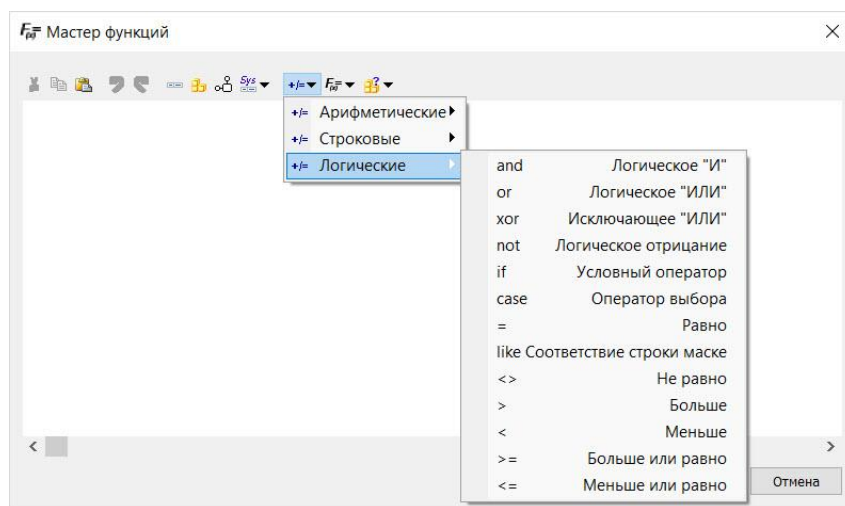 F(x)= Мастер функций
Sys +/= F(x)=
+/= Арифметические
+/= Строковые
+/= Логические
and Логическое "И"
or Логическое "ИЛИ"
xor Исключающее "ИЛИ"
not Логическое отрицание
if Условный оператор
case Оператор выбора
= Равно
like Соответствие строки маске
<> Не равно
> Больше
< Меньше
>= Больше или равно
<= Меньше или равно
Отмена